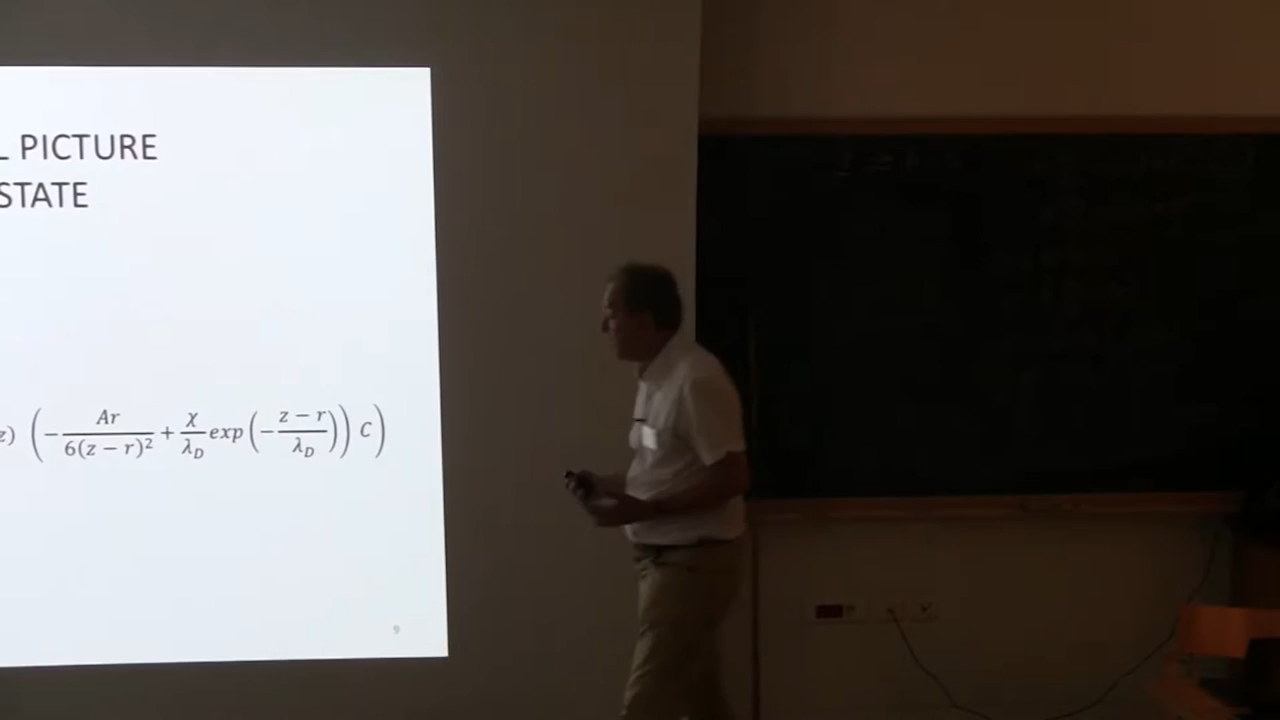 L PICTURE
STATE
z) (-Ar/6(z − r)² + χ/λ_D exp(-z − r/λ_D)) C)
9